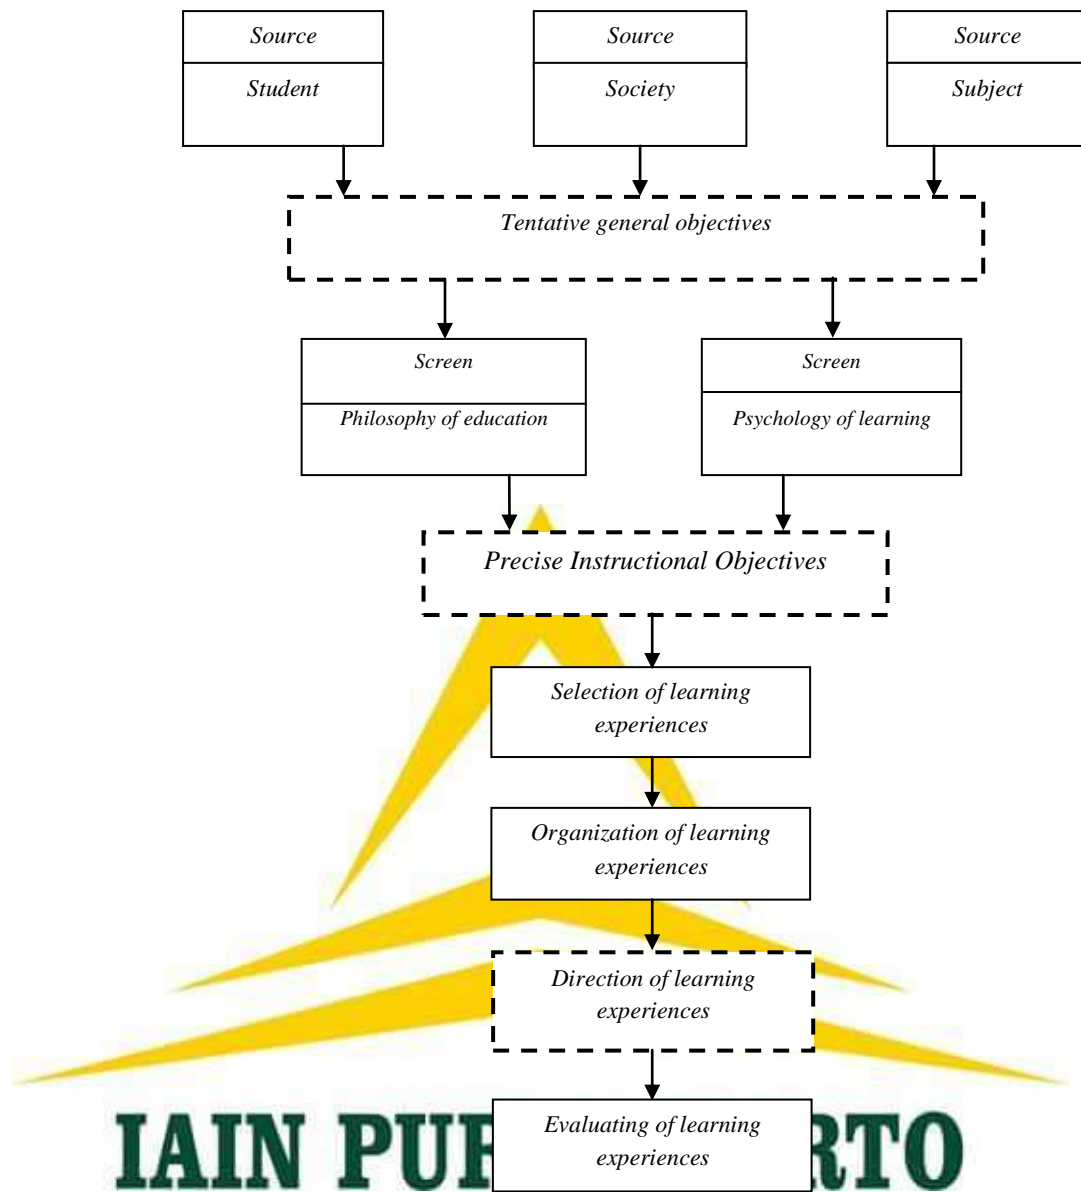 Source
Source
Source
Student
Society
Subject
Tentative general objectives
Screen
Screen
Philosophy of education
Psychology of learning
Precise Instructional Objectives
Selection of learning
experiences
Organization of learning
experiences
Direction of learning
experiences
Evaluating of learning
experiences
IAIN PUR RTO